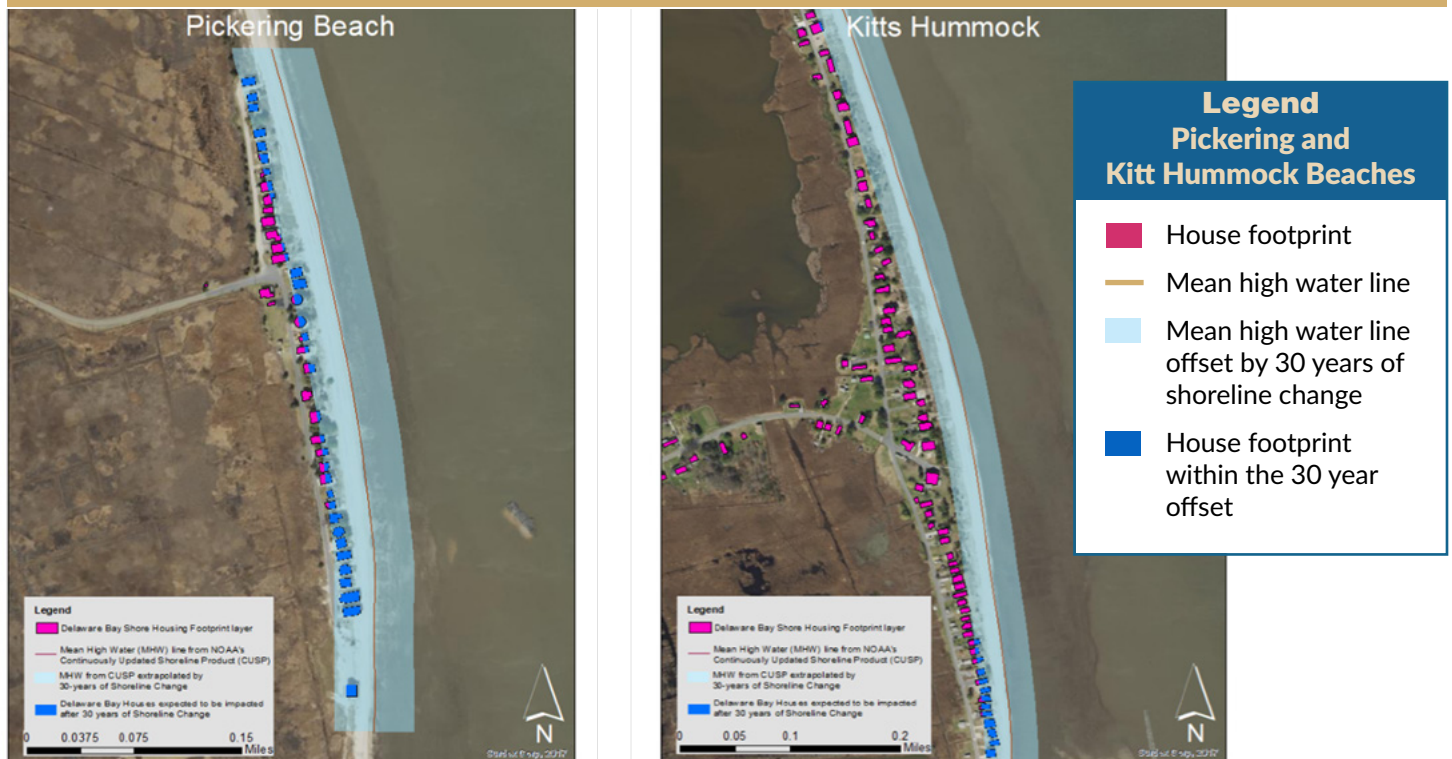 Pickering Beach
Legend
Delaware Bay Shore Housing Footprint layer
Mean High Water (MHW) line from NOAA's
Continuously Updated Shoreline Product (CUSP)
MHW from CUSP extrapolated by
30-years of Shoreline Change
Delaware Bay Houses expected to be impacted
after 30 years of Shoreline Change
0 0.0375 0.075 0.15
Miles
N
Kitts Hummock
Legend
Delaware Bay Shore Housing Footprint layer
Mean High Water (MHW) line from NOAA's
Continuously Updated Shoreline Product (CUSP)
MHW from CUSP extrapolated by
30-years of Shoreline Change
Delaware Bay Houses expected to be impacted
after 30 years of Shoreline Change
0 0.05 0.1 0.2
Miles
N
Legend
Pickering and
Kitt Hummock Beaches
House footprint
Mean high water line
Mean high water line
offset by 30 years of
shoreline change
House footprint
within the 30 year
offset